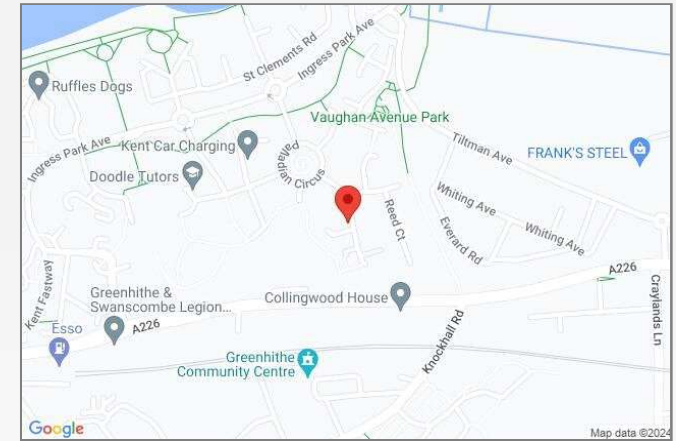 St Clements Rd
Ingress Park Ave
Ruffles Dogs
Vaughan Avenue Park
Kent Car Charging
Tiltman Ave
FRANK'S STEEL
Ingress Park Ave
Palladian Circus
Doodle Tutors
Whiting Ave
Reed Ct
Everard Rd
Whiting Ave
A226
Kent Fastway
Greenhithe &
Swanscombe Legion...
Collingwood House
Craylands Ln
Esso
A226
Knockhall Rd
Greenhithe
Community Centre
Google
Map data ©2024